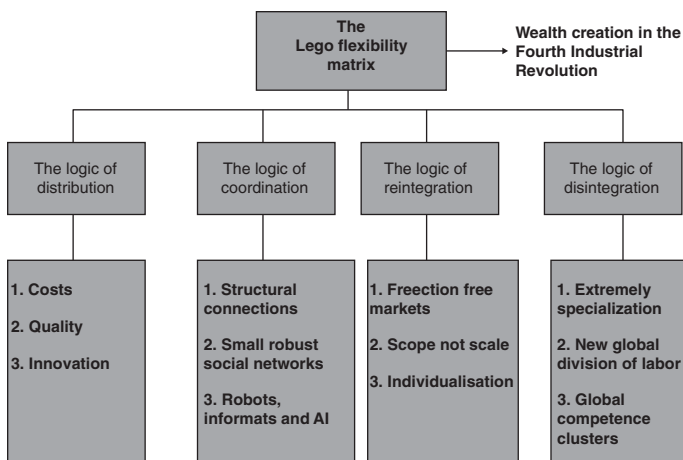 The
Lego flexibility
matrix
Wealth creation in the
Fourth Industrial
Revolution
The logic of
distribution
The logic of
coordination
The logic of
reintegration
The logic of
disintegration
1. Costs
2. Quality
3. Innovation
1. Structural
connections
2. Small robust
social networks
3. Robots,
informats and AI
1. Freection free
markets
2. Scope not scale
3. Individualisation
1. Extremely
specialization
2. New global
division of labor
3. Global
competence
clusters